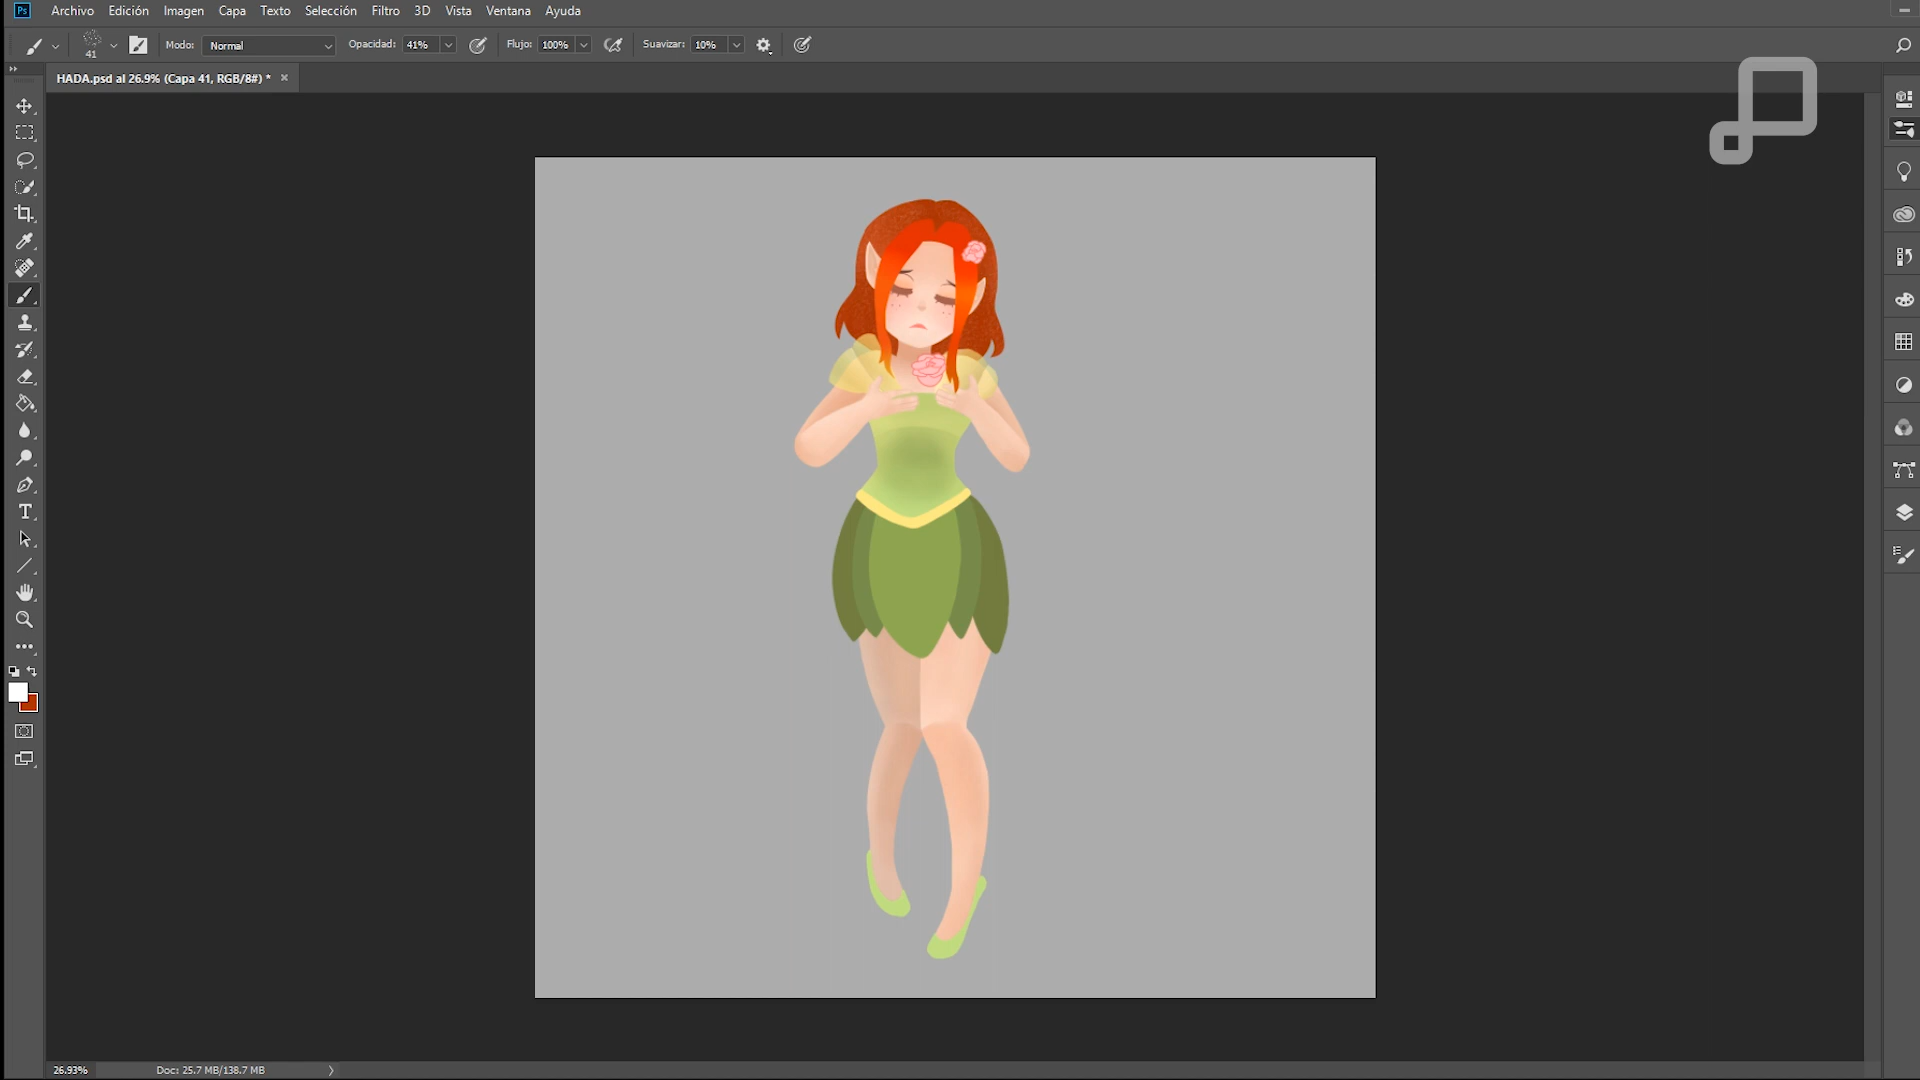 Ps Archivo Edición Imagen Capa Texto Selección Filtro 3D Vista Ventana Ayuda
41 Modo: Normal Opacidad: 41% Flujo: 100% Suavizar: 10%
HADA.psd al 26.9% (Capa 41, RGB/8#) * ×
26.93% Doc: 25.7 MB/138.7 MB